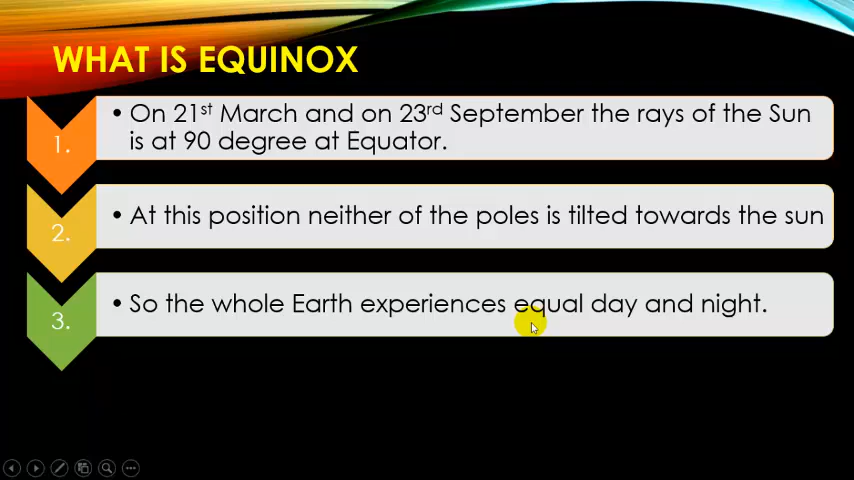 WHAT IS EQUINOX
1.
• On 21st March and on 23rd September the rays of the Sun
is at 90 degree at Equator.
2.
• At this position neither of the poles is tilted towards the sun
3.
• So the whole Earth experiences equal day and night.